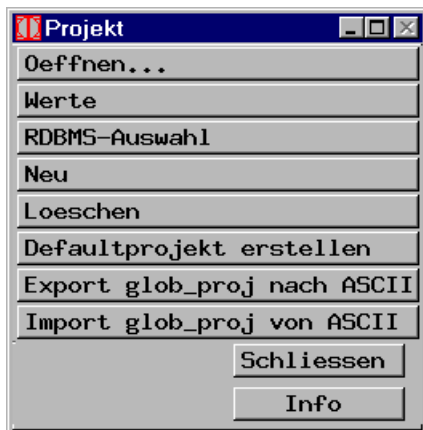 Projekt
Oeffnen...
Werte
RDBMS-Auswahl
Neu
Loeschen
Defaultprojekt erstellen
Export glob_proj nach ASCII
Import glob_proj von ASCII
Schliessen
Info